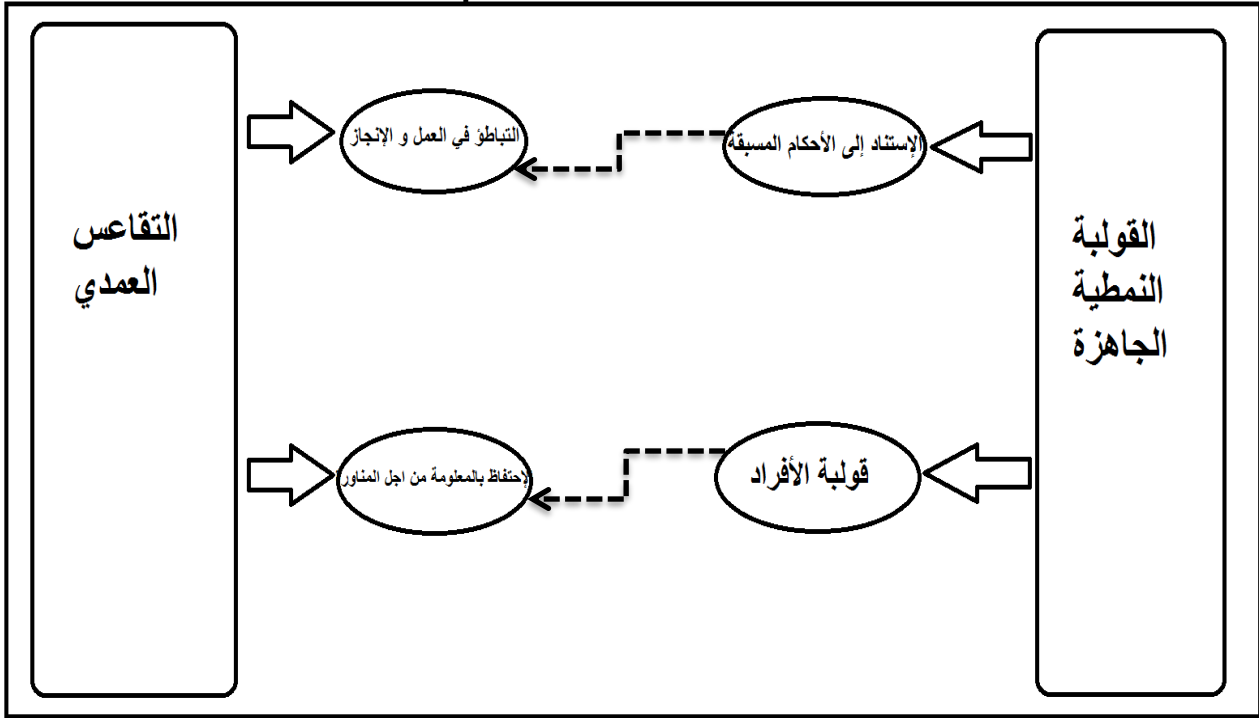 القولبة
النمطية
الجاهزة
الإستناد إلى الأحكام المسبقة
التباطؤ في العمل و الإنجاز
قولبة الأفراد
لإحتفاظ بالمعلومة من اجل المناور
التقاعس
العمدي